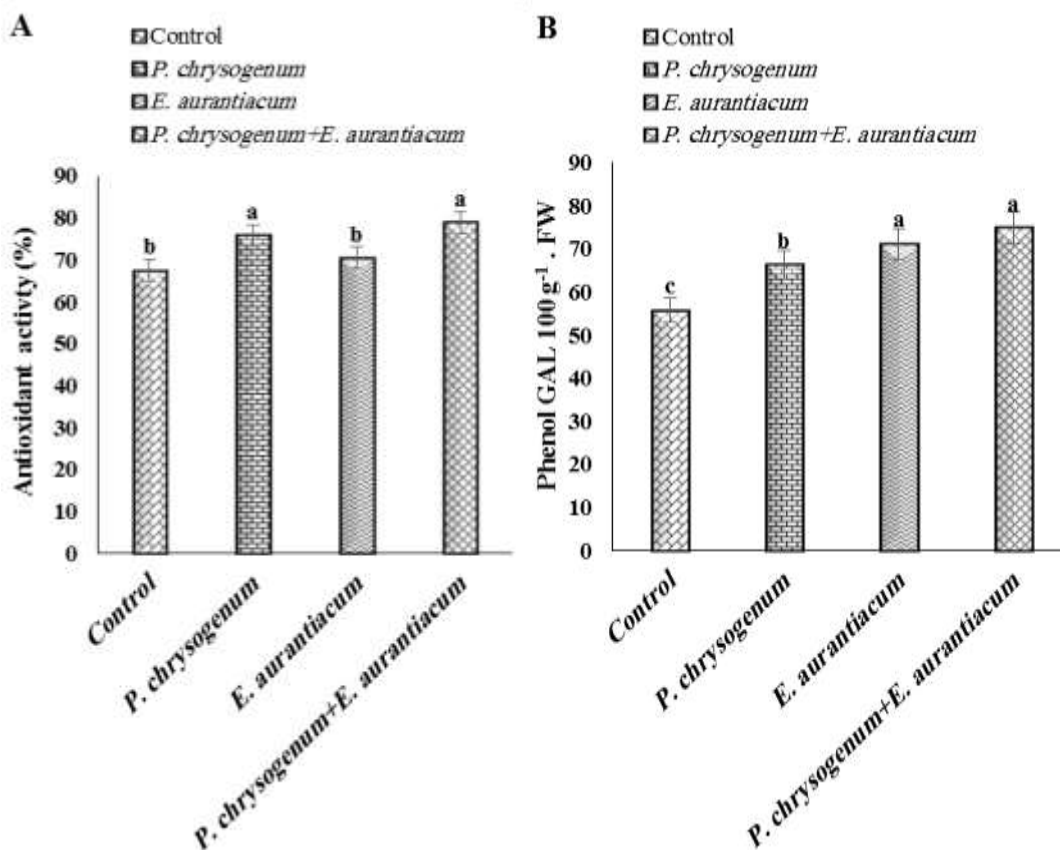 A
Control
P. chrysogenum
E. aurantiacum
P. chrysogenum+E. aurantiacum
Antioxidant activty (%)
90
80
70
60
50
40
30
20
10
0
b
a
b
a
Control
P. chrysogenum
E. aurantiacum
P. chrysogenum+E. aurantiacum
B
Control
P. chrysogenum
E. aurantiacum
P. chrysogenum+E. aurantiacum
Phenol GAL 100 g⁻¹ . FW
90
80
70
60
50
40
30
20
10
0
c
b
a
a
Control
P. chrysogenum
E. aurantiacum
P. chrysogenum+E. aurantiacum